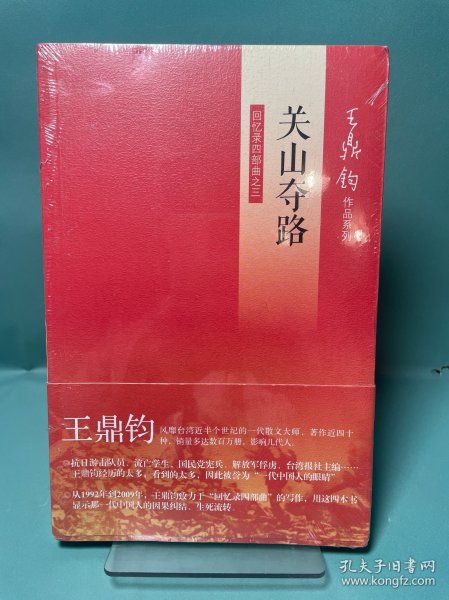 王鼎钧
作品系列
关山夺路
回忆录四部曲之三
王鼎钧
风靡台湾近半个世纪的一代散文大师，著作近四十
种，销量多达数百万册，影响几代人。
抗日游击队员、流亡学生、国民党宪兵、解放军俘虏、台湾报社主编……
王鼎钧经历的太多，看到的太多，因此被誉为“一代中国人的眼睛”
从1992年到2009年，王鼎钧致力于“回忆录四部曲”的写作，用这四本书
显示那一代中国人的因果纠结、生死流转。
孔夫子旧书网
www.kongfz.com